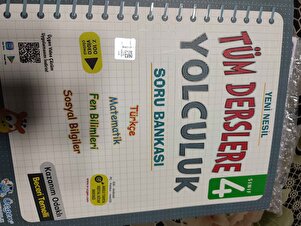 YENİ NESİL
TÜM DERSLERE
4
SINIF
YOLCULUK
SORU BANKASI
Türkçe
Matematik
Fen Bilimleri
Sosyal Bilgiler
Kazanım Odaklı
Beceri Temelli